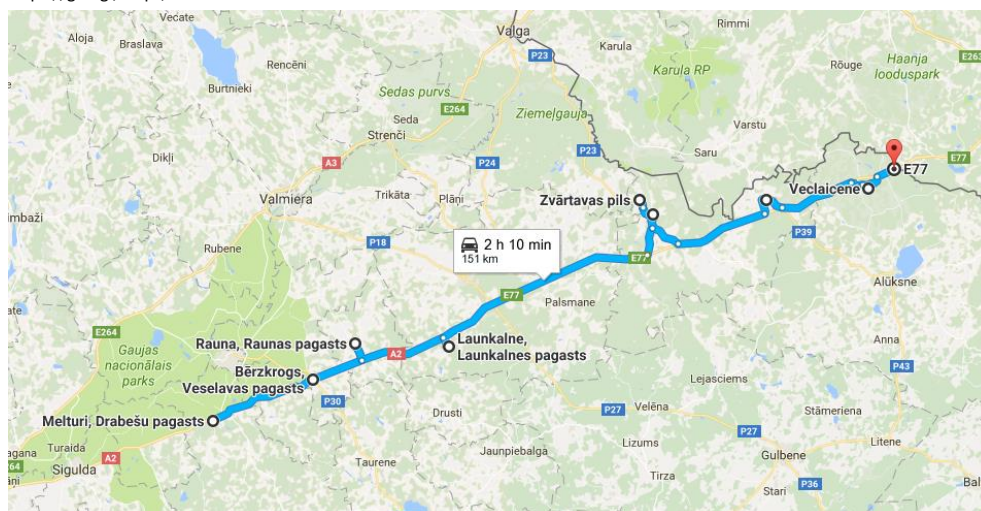 Aloja
Vecate
Braslava
Rencēni
Burtnieki
Valga
P23
Karula
Rimmi
Karula RP
Rõuge
Haanja
looduspark
E263
Sedas purvs
E264
Seda
Strenči
Ziemeļgauja
P23
Varstu
Saru
E77
E77
Veclaicene
Dikļi
A3
P24
Trikāta
Plāņi
Zvārtavas pils
Valmiera
P39
Rubene
P18
2 h 10 min
151 km
E77
Alūksne
E77
Palsmane
E264
Gaujas
nacionālais
parks
Rauna, Raunas pagasts
A2
Launkalne,
Launkalnes pagasts
Anna
Bērzkrogs,
Veselavas pagasts
P30
P43
Lejasciems
Melturi, Drabešu pagasts
Drusti
P27
Velēna
Stāmeriena
Turaida
A2
Sigulda
Taurene
Jaunpiebalga
Lizums
P27
Gulbene
Litene
Tirza
Stari
P36